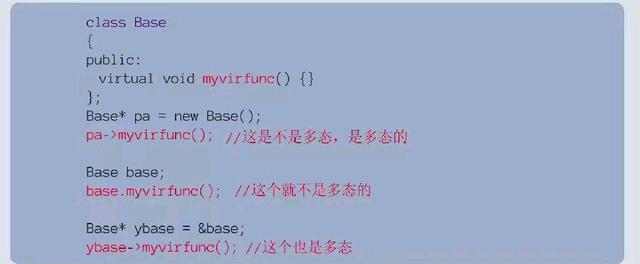 class Base
{
public:
virtual void myvirfunc() {}
};
Base* pa = new Base();
pa->myvirfunc(); //这是不是多态，是多态的
Base base;
base.myvirfunc(); //这个就不是多态的
Base* ybase = &base;
ybase->myvirfunc(); //这个也是多态